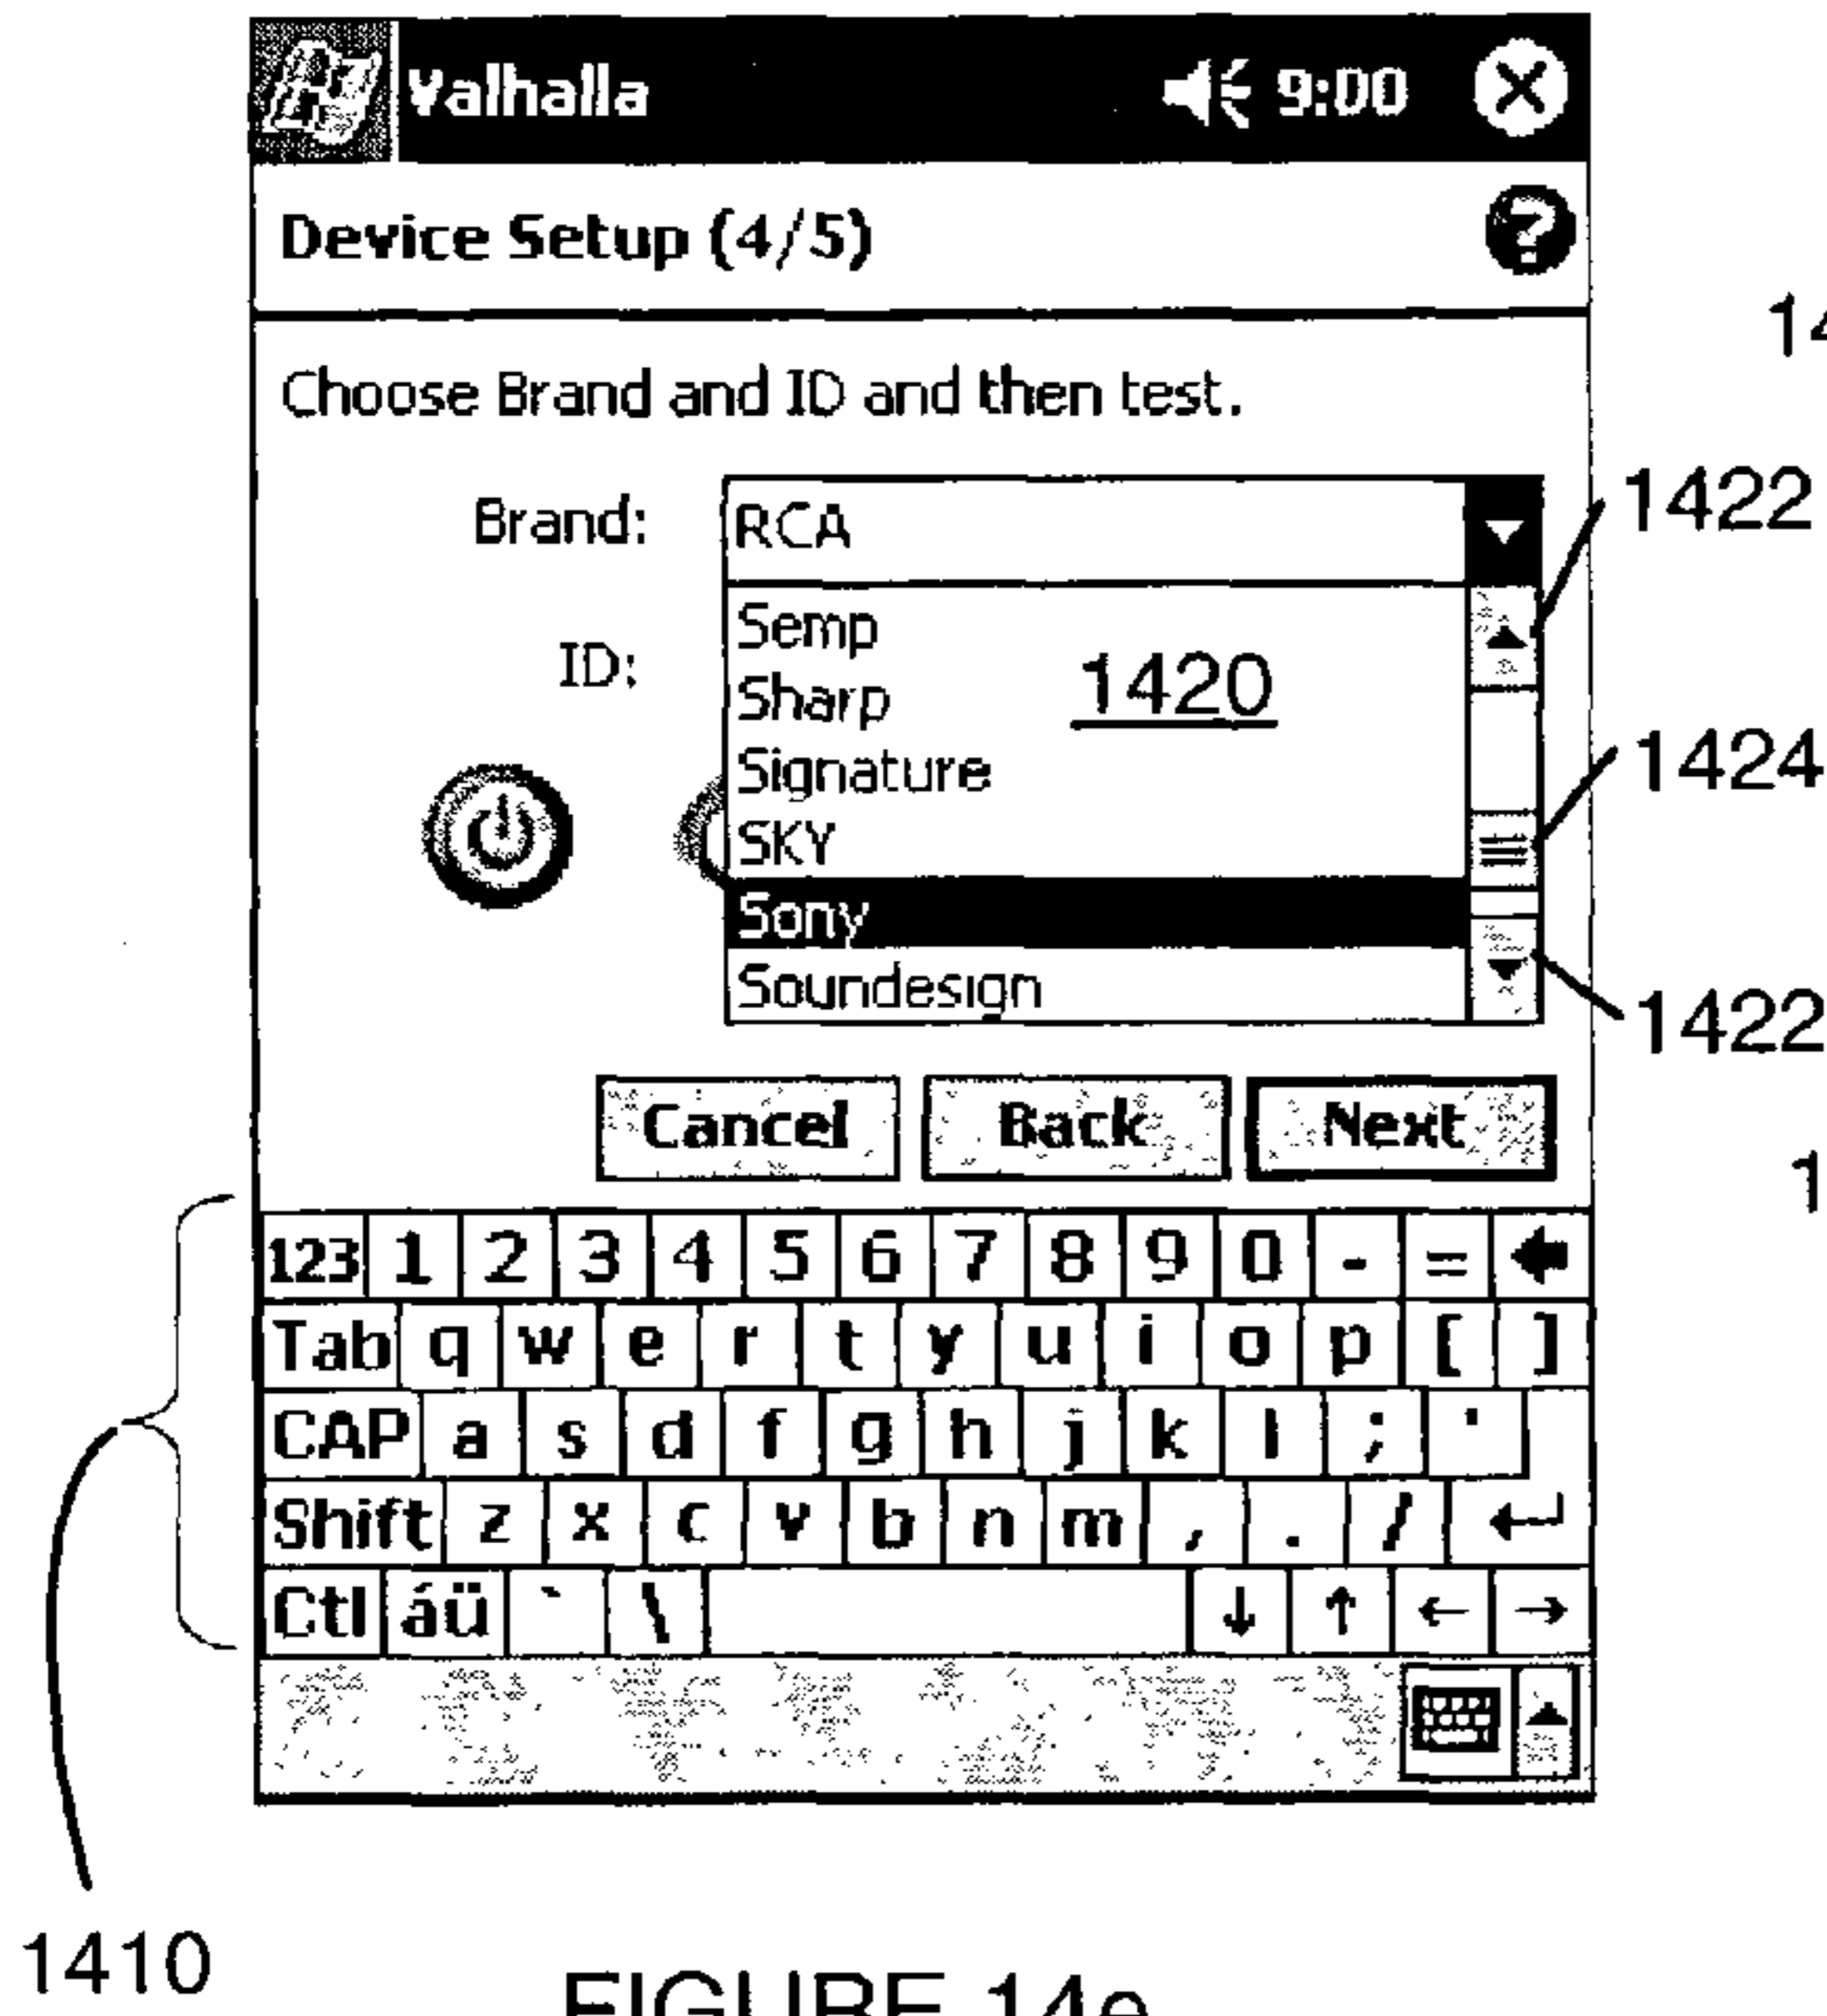 Valhalla 9:00
Device Setup (4/5) ?
Choose Brand and ID and then test.
Brand: RCA
1422
ID:
Semp
Sharp
1420
Signature
1424
SKY
Sony
Soundesign
1422
Cancel Back Next
123 1 2 3 4 5 6 7 8 9 0 - =
Tab q w e r t y u i o p [ ]
CAP a s d f g h j k l ; '
Shift z x c v b n m , . /
Ctl áü ` \ ↓ ↑ ← →
1410
FIGURE 14e